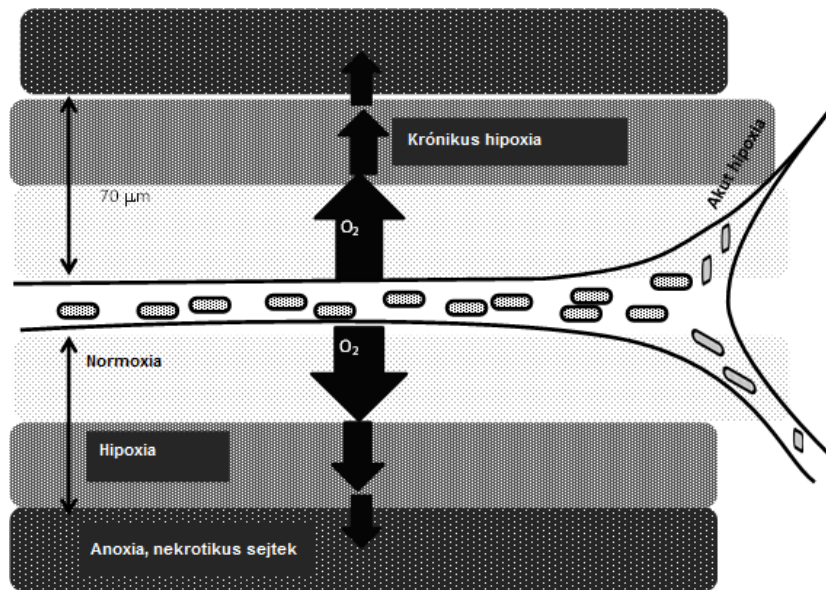 Krónikus hipoxia
Akut hipoxia
70 μm
O₂
O₂
Normoxia
Hipoxia
Anoxia, nekrotikus sejtek